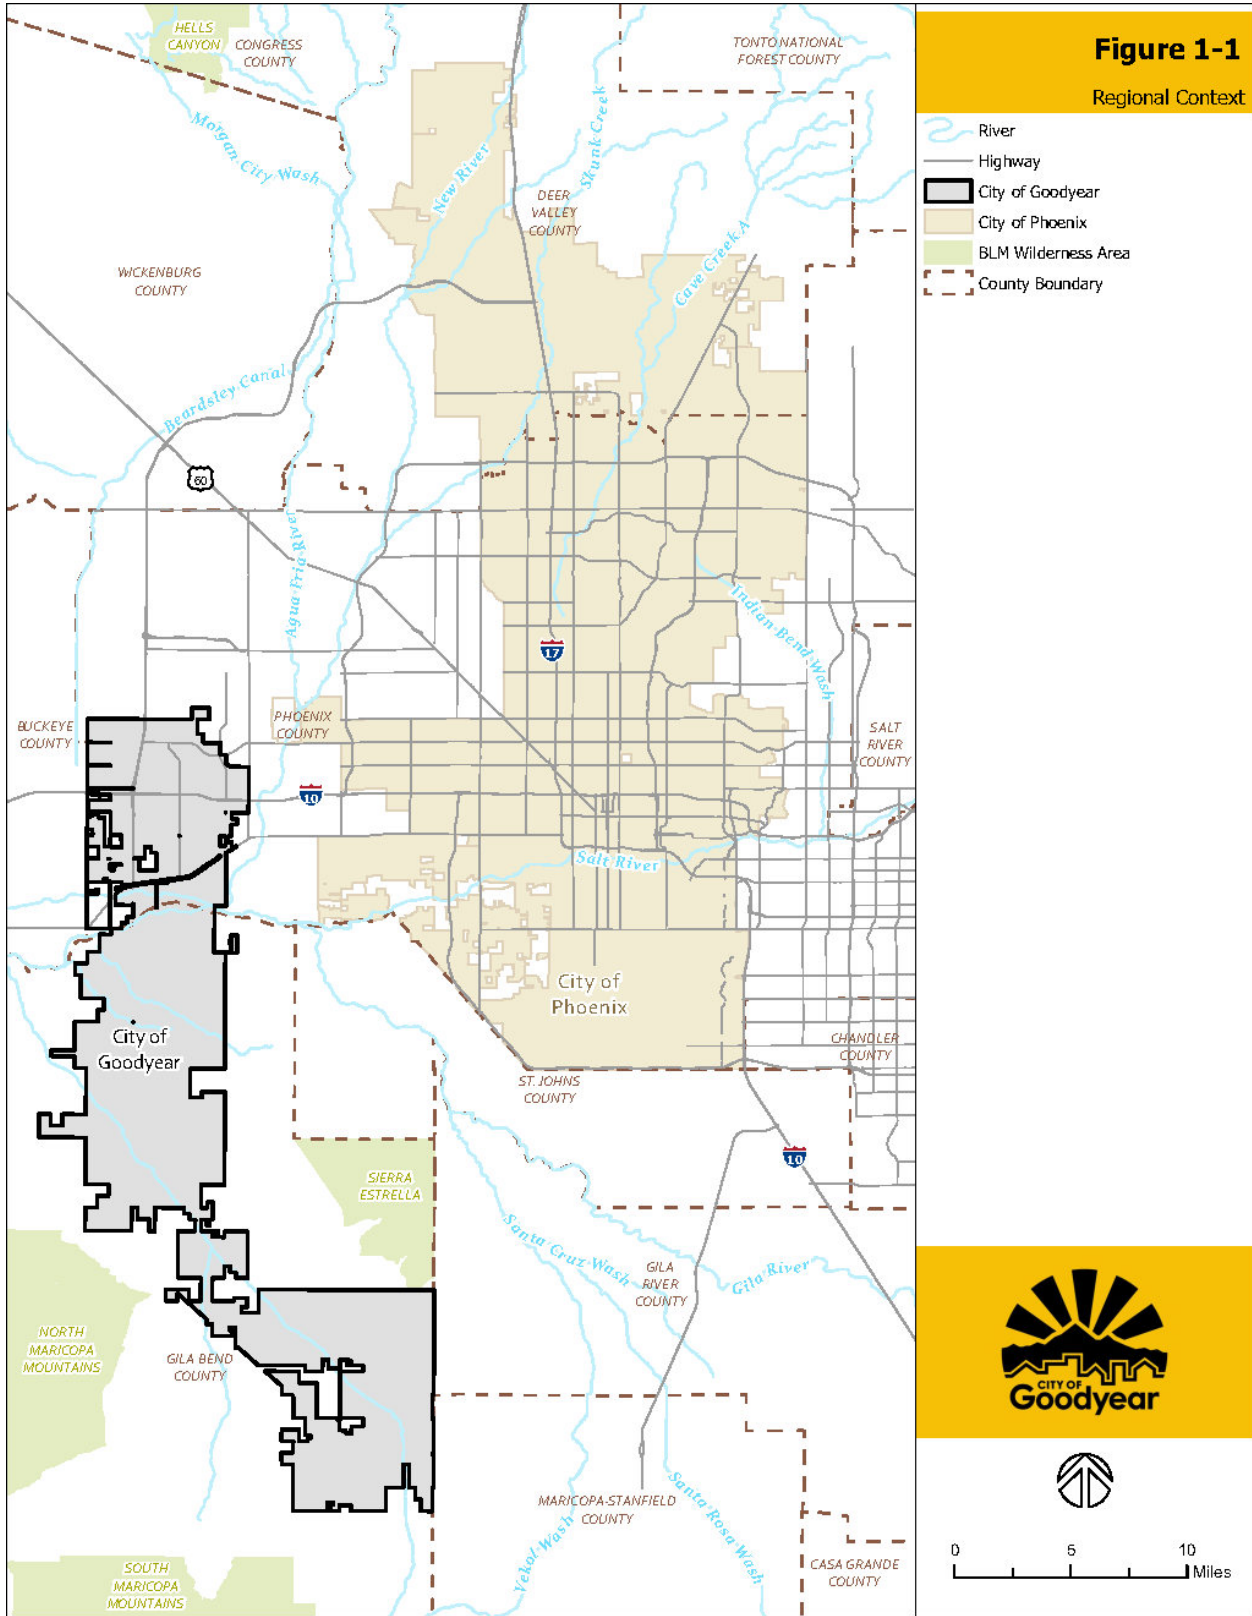 Figure 1-1
Regional Context
River
Highway
City of Goodyear
City of Phoenix
BLM Wilderness Area
County Boundary
HELLS
CANYON
CONGRESS
COUNTY
TONTO NATIONAL
FOREST COUNTY
Morgan City Wash
New River
Skunk Creek
DEER
VALLEY
COUNTY
Cave Creek A
WICKENBURG
COUNTY
Beardsley Canal
60
Agua Fria River
Indian Bend Wash
17
BUCKEYE
COUNTY
PHOENIX
COUNTY
SALT
RIVER
COUNTY
10
Salt River
City of
Phoenix
City of
Goodyear
CHANDLER
COUNTY
ST. JOHNS
COUNTY
10
SIERRA
ESTRELLA
Santa Cruz Wash
GILA
RIVER
COUNTY
Gila River
NORTH
MARICOPA
MOUNTAINS
GILA BEND
COUNTY
MARICOPA-STANFIELD
COUNTY
Vekol Wash
Santa Rosa Wash
SOUTH
MARICOPA
MOUNTAINS
CASA GRANDE
COUNTY
CITY OF
Goodyear
0 5 10
Miles